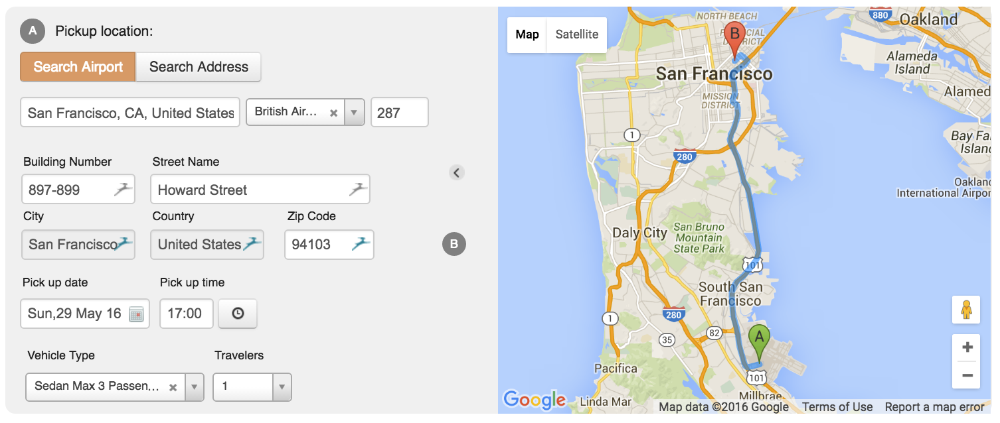 A Pickup location:
Search Airport Search Address
San Francisco, CA, United States British Air... × 287
Building Number Street Name
897-899 Howard Street
City Country Zip Code
San Francisco United States 94103
B
Pick up date Pick up time
Sun,29 May 16 17:00
Vehicle Type Travelers
Sedan Max 3 Passen... × 1
Map Satellite
NORTH BEACH
880
Oakland
B
DISTRICT
San Francisco
Alameda
Island
Alamed
MISSION
DISTRICT
1
280
Bay Fa
Islan
Oaklan
International Airpor
Daly City
San Bruno
Mountain
State Park
101
South San
Francisco
280
1
82
35
A
Pacifica
101
Millbrae
Linda Mar
Google
Map data ©2016 Google Terms of Use Report a map error